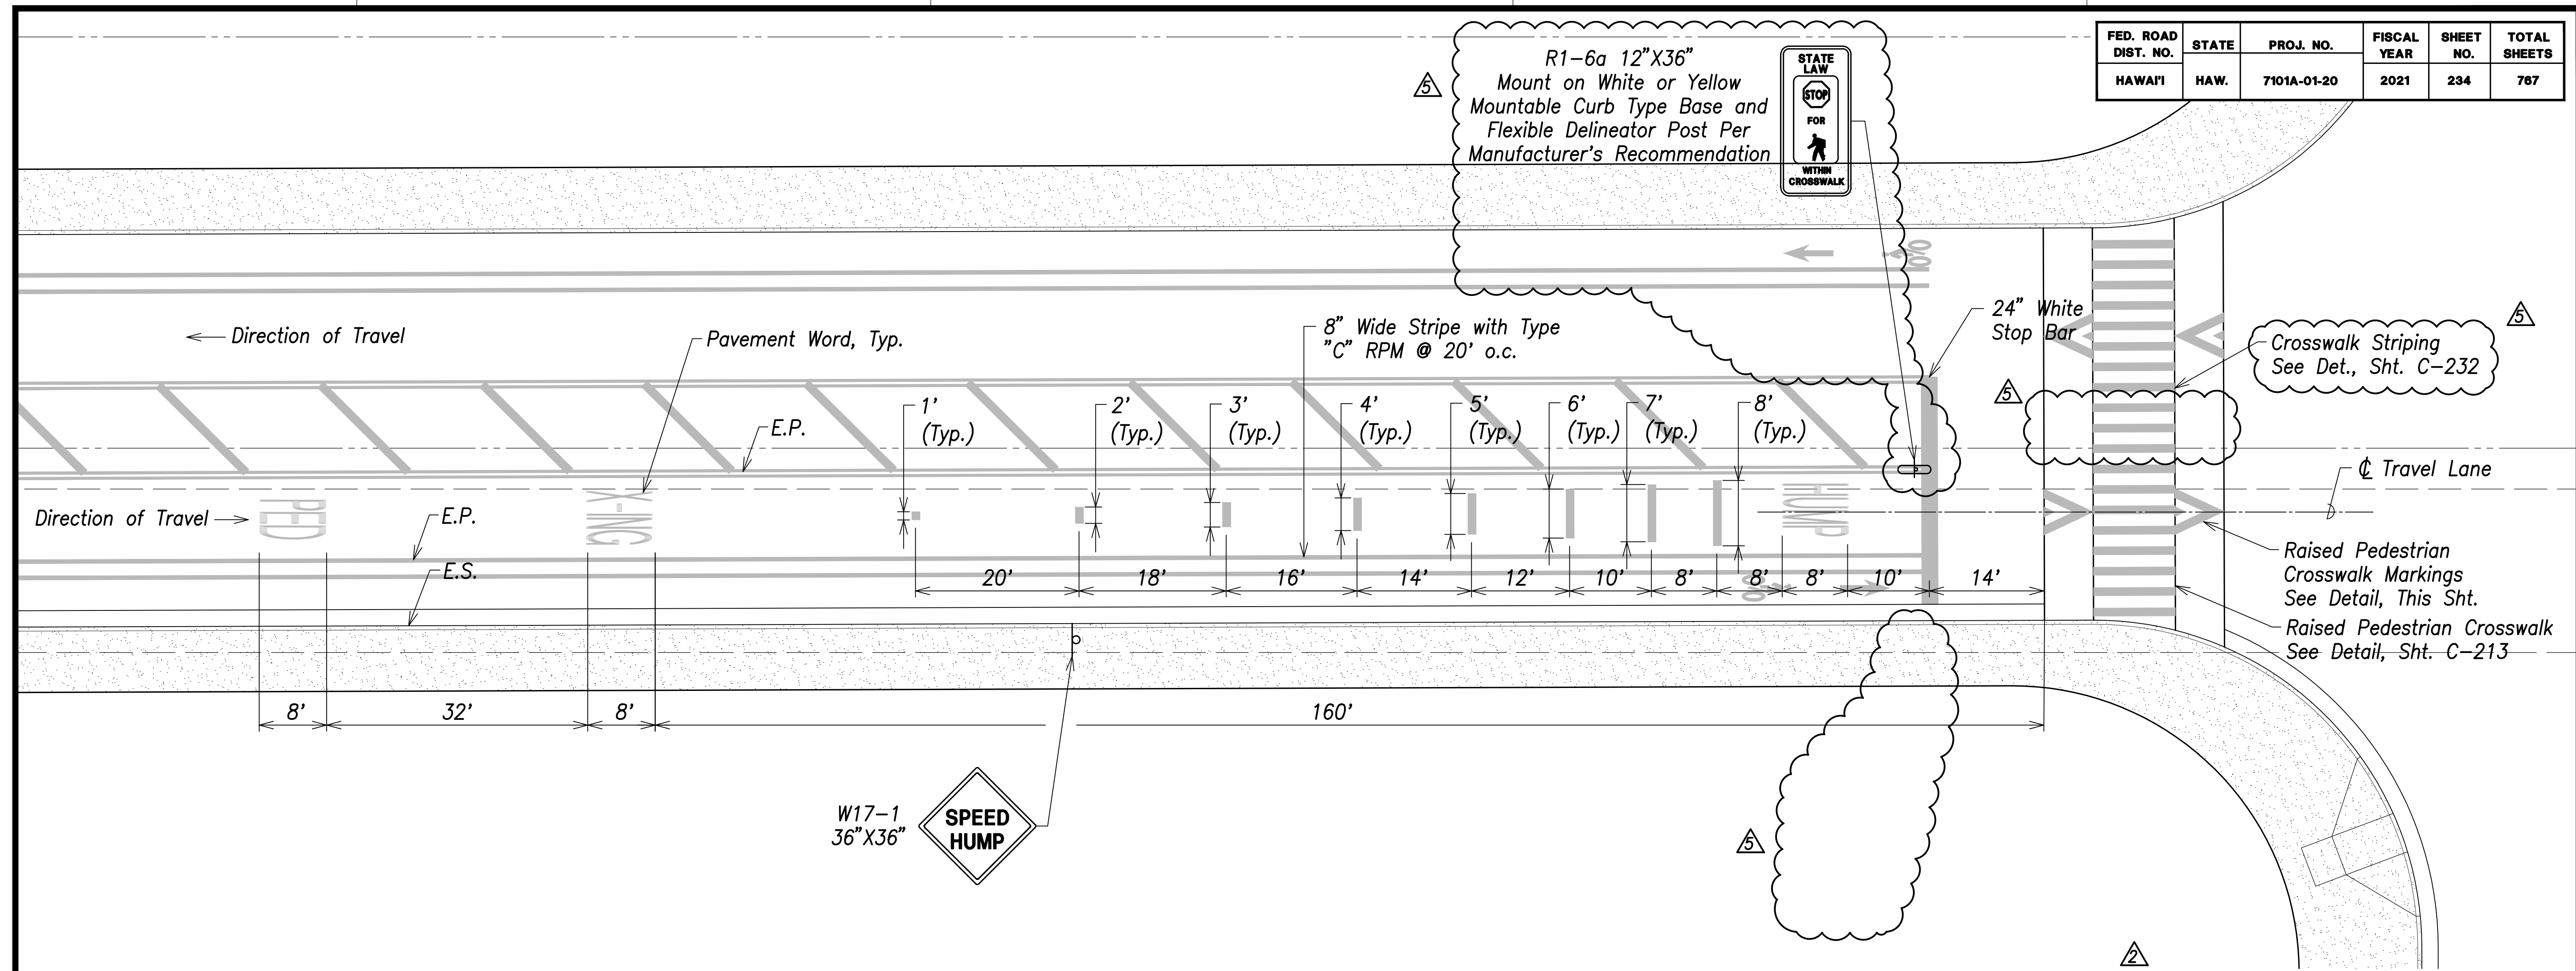 FED. ROAD DIST. NO.
STATE
PROJ. NO.
FISCAL YEAR
SHEET NO.
TOTAL SHEETS
HAWAI'I
HAW.
7101A-01-20
2021
234
767
5
R1-6a 12"X36"
Mount on White or Yellow
Mountable Curb Type Base and
Flexible Delineator Post Per
Manufacturer's Recommendation
STATE
LAW
STOP
FOR
WITHIN
CROSSWALK
Direction of Travel
Pavement Word, Typ.
8" Wide Stripe with Type
"C" RPM @ 20' o.c.
24" White
Stop Bar
5
Crosswalk Striping
See Det., Sht. C-232
5
1'
(Typ.)
2'
(Typ.)
3'
(Typ.)
4'
(Typ.)
5'
(Typ.)
6'
(Typ.)
7'
(Typ.)
8'
(Typ.)
E.P.
℄ Travel Lane
Direction of Travel
PED
X-ING
HUMP
E.P.
E.S.
20'
18'
16'
14'
12'
10'
8'
8'
8'
10'
14'
Raised Pedestrian
Crosswalk Markings
See Detail, This Sht.
Raised Pedestrian Crosswalk
See Detail, Sht. C-213
8'
32'
8'
160'
W17-1
36"X36"
SPEED
HUMP
5
2